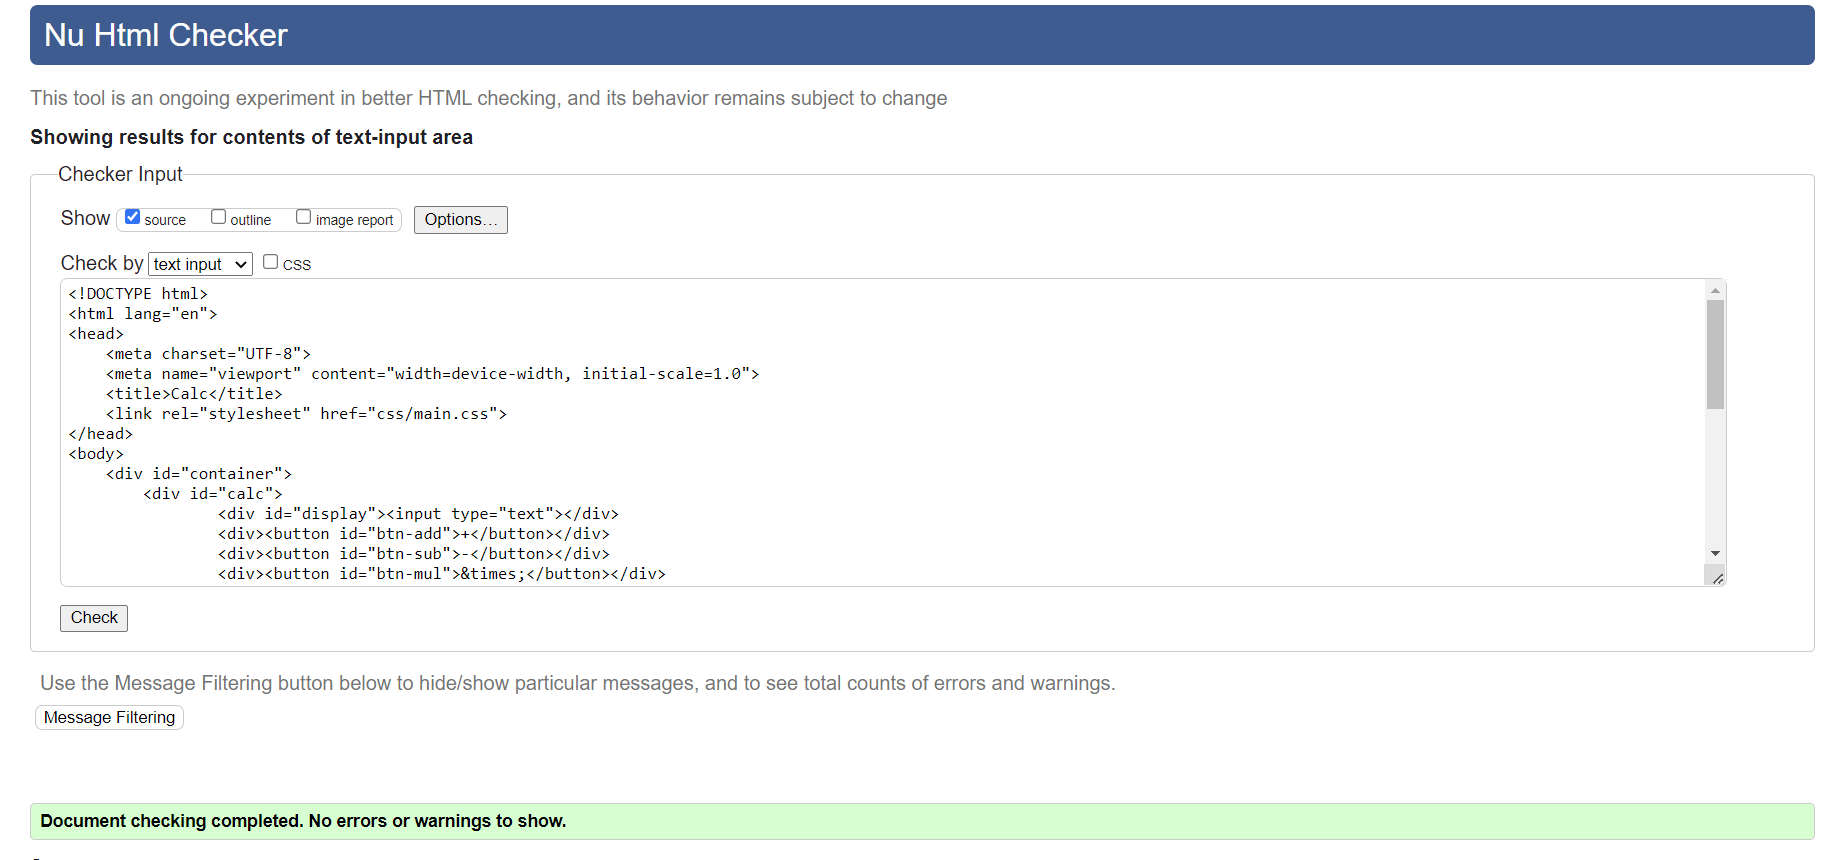 Nu Html Checker
This tool is an ongoing experiment in better HTML checking, and its behavior remains subject to change
Showing results for contents of text-input area
Checker Input
Show source outline image report Options...
Check by text input CSS
<!DOCTYPE html>
<html lang="en">
<head>
    <meta charset="UTF-8">
    <meta name="viewport" content="width=device-width, initial-scale=1.0">
    <title>Calc</title>
    <link rel="stylesheet" href="css/main.css">
</head>
<body>
    <div id="container">
        <div id="calc">
                <div id="display"><input type="text"></div>
                <div><button id="btn-add">+</button></div>
                <div><button id="btn-sub">-</button></div>
                <div><button id="btn-mul">&times;</button></div>
Check
Use the Message Filtering button below to hide/show particular messages, and to see total counts of errors and warnings.
Message Filtering
Document checking completed. No errors or warnings to show.